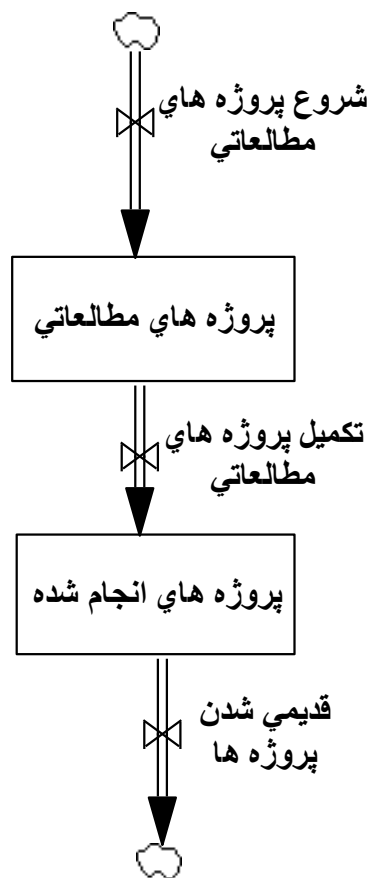 شروع پروژه هاي
مطالعاتي
پروژه هاي مطالعاتي
تكميل پروژه هاي
مطالعاتي
پروژه هاي انجام شده
قديمي شدن
پروژه ها